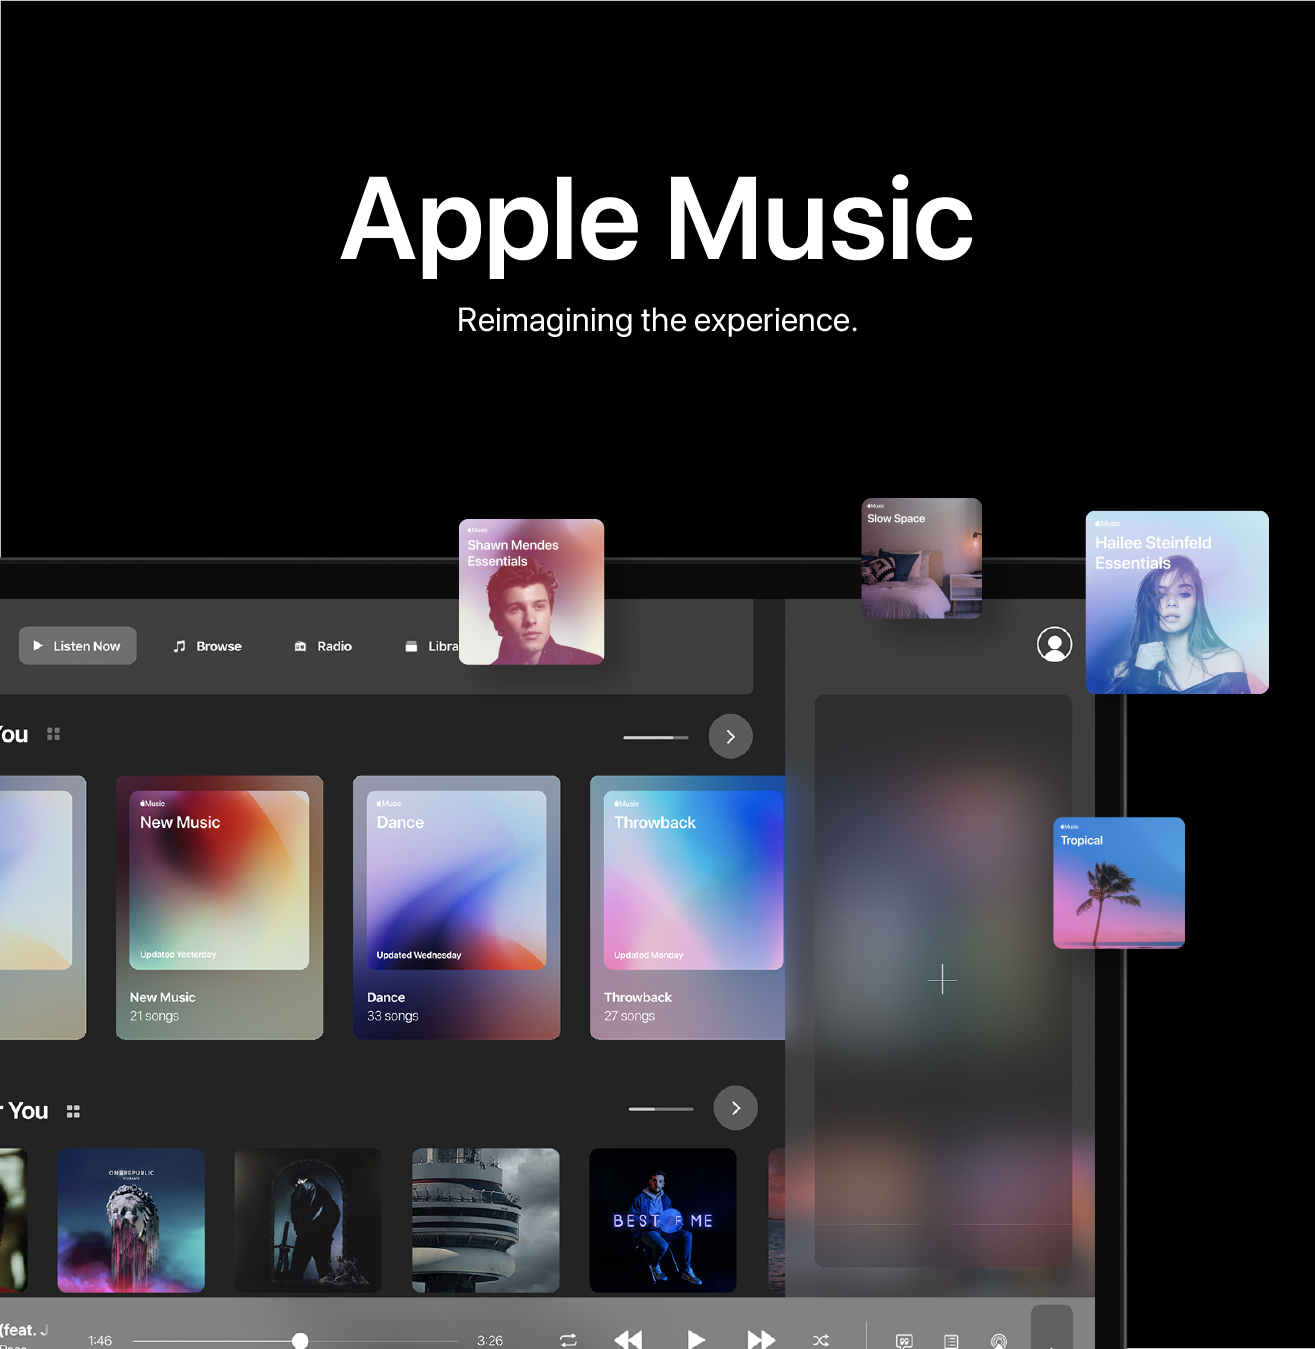 Apple Music
Reimagining the experience.
Music
Shawn Mendes
Essentials
Music
Slow Space
Music
Hailee Steinfeld
Essentials
Listen Now
Browse
Radio
Libra
You
Music
New Music
Updated Yesterday
New Music
21 songs
Music
Dance
Updated Wednesday
Dance
33 songs
Music
Throwback
Updated Monday
Throwback
27 songs
Music
Tropical
r You
ONEREPUBLIC
HUMAN
BEST OF ME
(feat. J
1:46
3:26